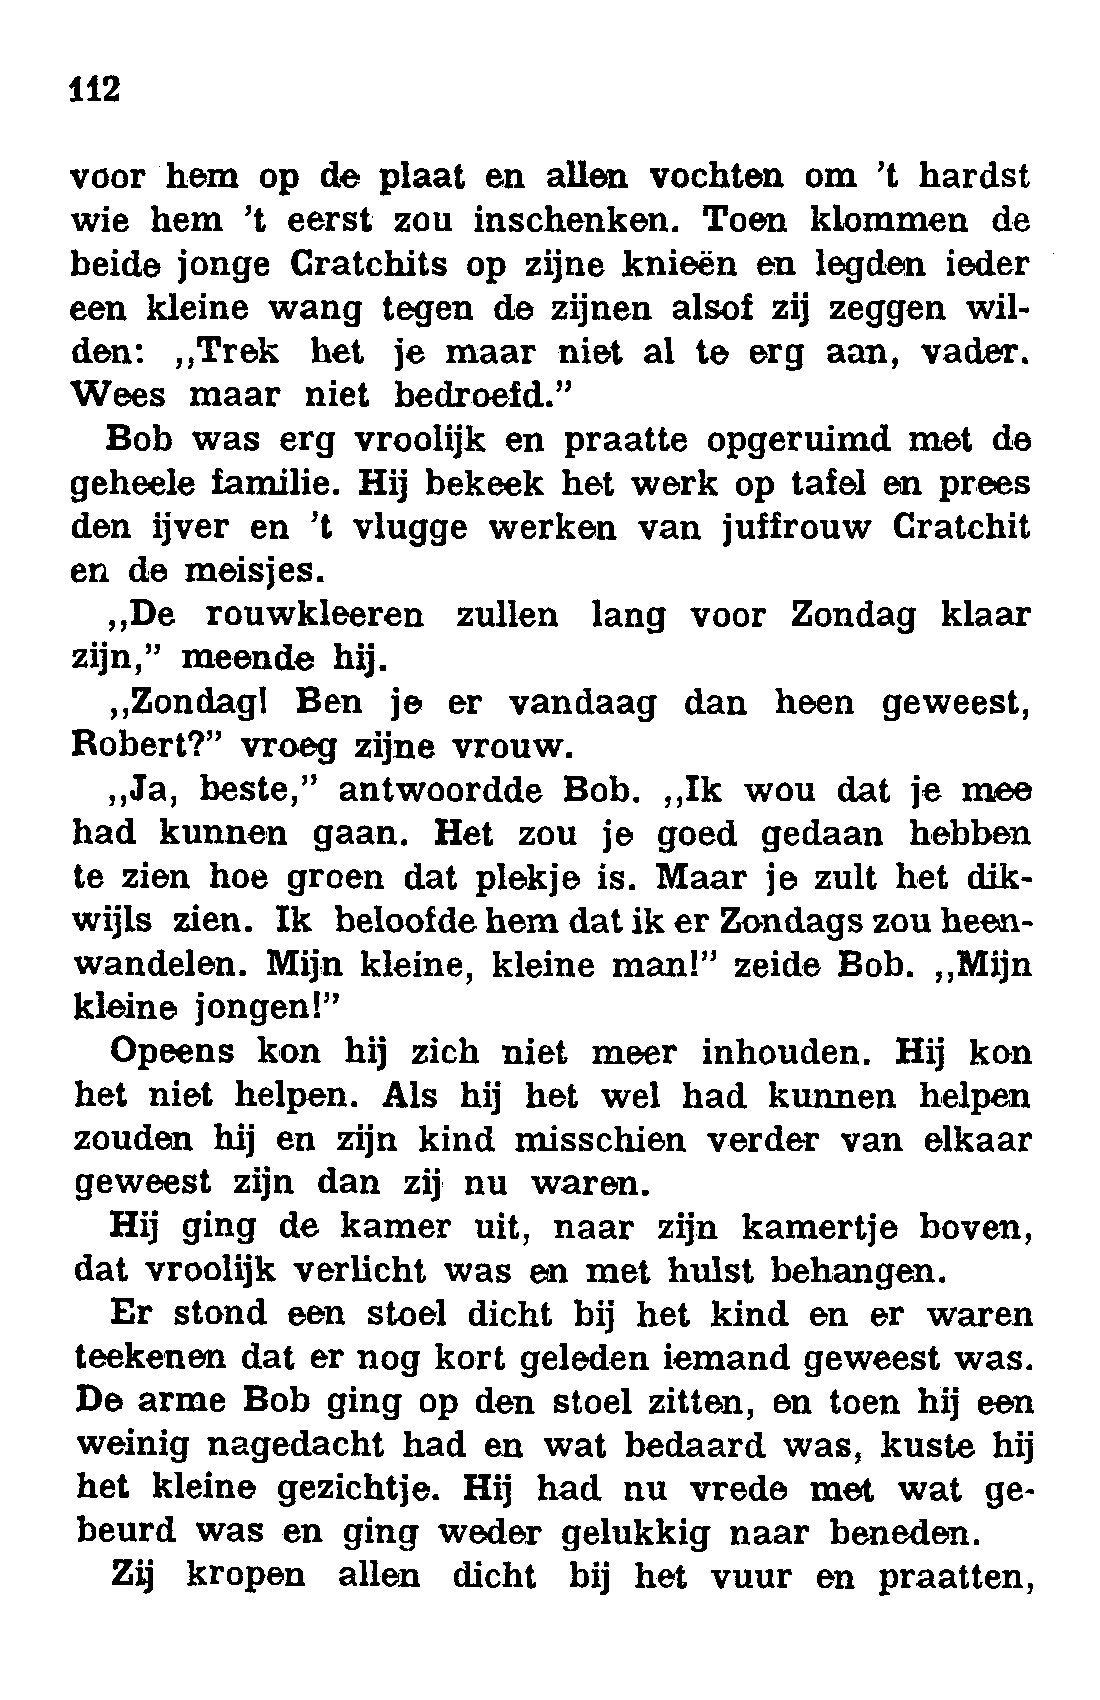 112
voor hem op de plaat en allen vochten om 't hardst
wie hem 't eerst zou inschenken. Toen klommen de
beide jonge Cratchits op zijne knieën en legden ieder
een kleine wang tegen de zijnen alsof zij zeggen wil-
den: ,,Trek het je maar niet al te erg aan, vader.
Wees maar niet bedroefd.”
Bob was erg vroolijk en praatte opgeruimd met de
geheele familie. Hij bekeek het werk op tafel en prees
den ijver en 't vlugge werken van juffrouw Cratchit
en de meisjes.
,,De rouwkleeren zullen lang voor Zondag klaar
zijn,” meende hij.
,,Zondag! Ben je er vandaag dan heen geweest,
Robert?” vroeg zijne vrouw.
,,Ja, beste,” antwoordde Bob. ,,Ik wou dat je mee
had kunnen gaan. Het zou je goed gedaan hebben
te zien hoe groen dat plekje is. Maar je zult het dik-
wijls zien. Ik beloofde hem dat ik er Zondags zou heen-
wandelen. Mijn kleine, kleine man!” zeide Bob. ,,Mijn
kleine jongen!”
Opeens kon hij zich niet meer inhouden. Hij kon
het niet helpen. Als hij het wel had kunnen helpen
zouden hij en zijn kind misschien verder van elkaar
geweest zijn dan zij nu waren.
Hij ging de kamer uit, naar zijn kamertje boven,
dat vroolijk verlicht was en met hulst behangen.
Er stond een stoel dicht bij het kind en er waren
teekenen dat er nog kort geleden iemand geweest was.
De arme Bob ging op den stoel zitten, en toen hij een
weinig nagedacht had en wat bedaard was, kuste hij
het kleine gezichtje. Hij had nu vrede met wat ge-
beurd was en ging weder gelukkig naar beneden.
Zij kropen allen dicht bij het vuur en praatten,